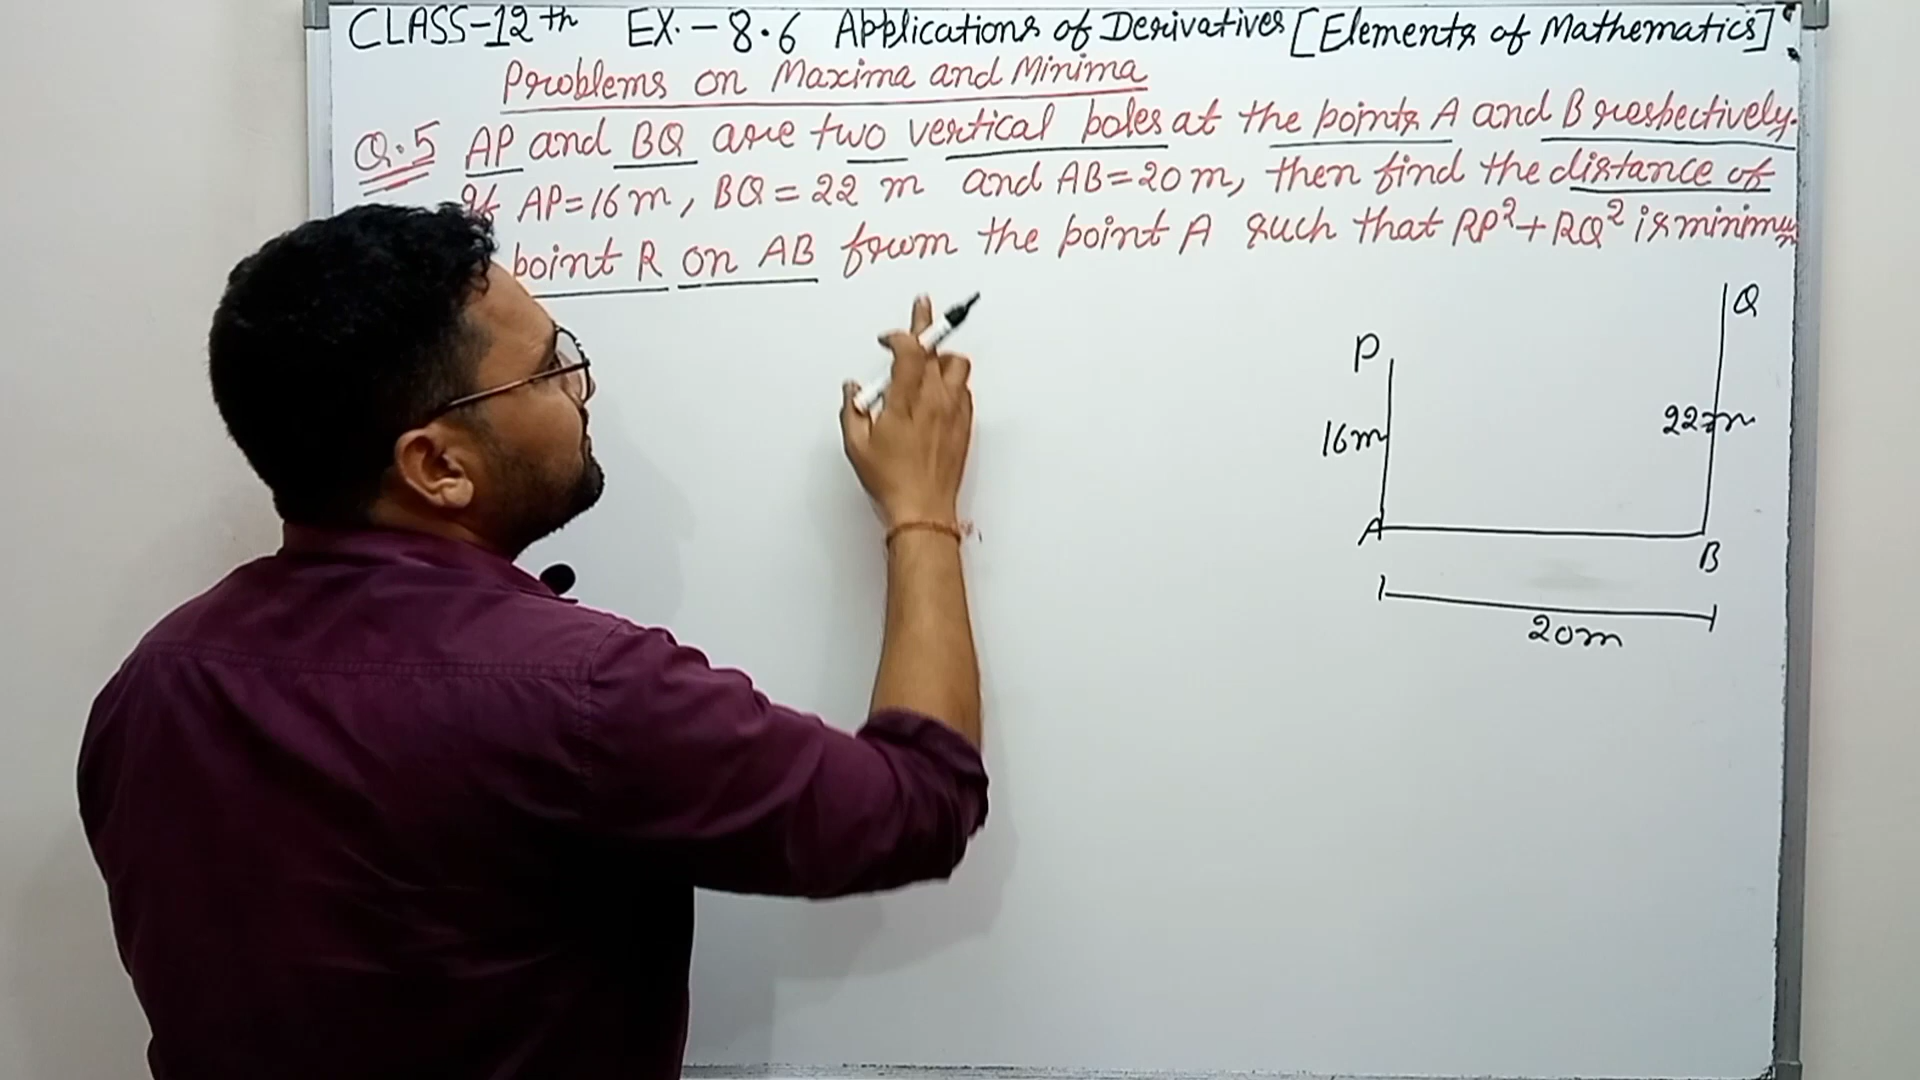 CLASS-12th EX.-8.6 Applications of Derivatives [Elements of Mathematics]
Problems on Maxima and Minima
Q.5 AP and BQ are two vertical poles at the points A and B respectively.
If AP=16m, BQ=22 m and AB=20m, then find the distance of
point R on AB from the point A such that RP²+RQ² is minimum
Q
P
16m
22m
A
B
20m